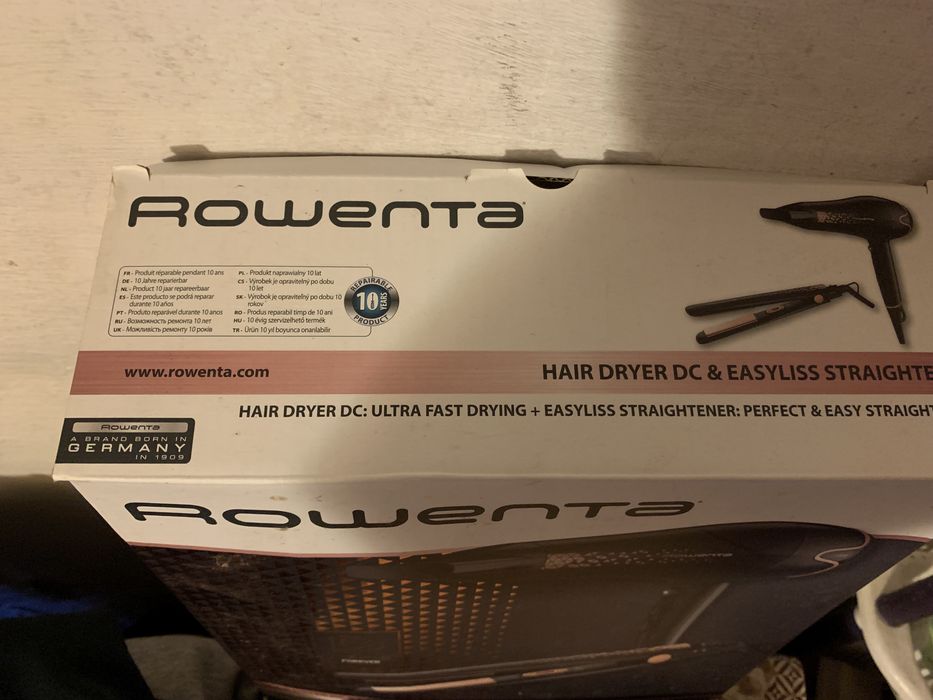 Rowenta
FR - Produit réparable pendant 10 ans
DE - 10 Jahre reparierbar
NL - Product 10 jaar repareerbaar
ES - Este producto se podrá reparar
durante 10 años
PT - Produto reparável durante 10 anos
RU - Возможность ремонта 10 лет
UK - Можливість ремонту 10 років
PL - Produkt naprawialny 10 lat
CS - Výrobek je opravitelný po dobu
10 let
SK - Výrobok je opraviteľný po dobu 10
rokov
RO - Produs reparabil timp de 10 ani
HU - 10 évig szervizelhető termék
TR - Ürün 10 yıl boyunca onarılabilir
REPAIRABLE
10 YEARS
PRODUCT
www.rowenta.com
HAIR DRYER DC & EASYLISS STRAIGHTE
HAIR DRYER DC: ULTRA FAST DRYING + EASYLISS STRAIGHTENER: PERFECT & EASY STRAIGHT
Rowenta
A BRAND BORN IN
GERMANY
IN 1909
Rowenta
Rowenta
FOREVER